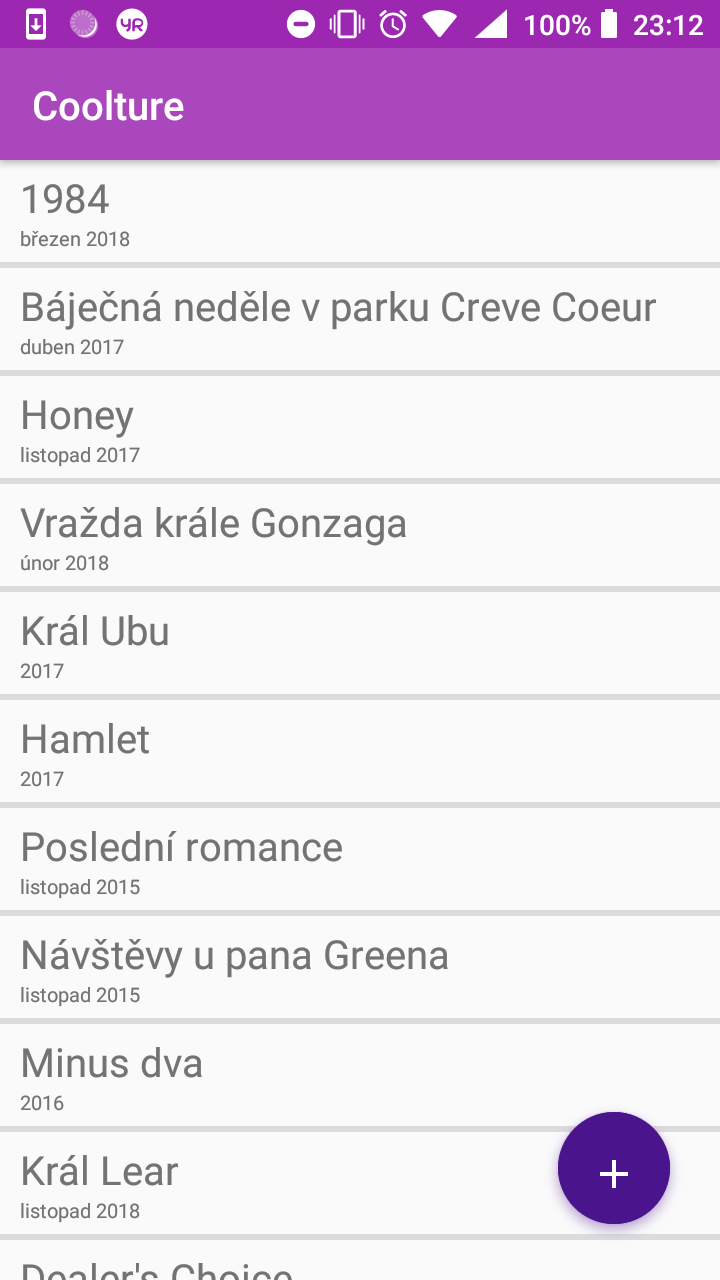 100% 23:12
Coolture
1984
březen 2018
Báječná neděle v parku Creve Coeur
duben 2017
Honey
listopad 2017
Vražda krále Gonzaga
únor 2018
Král Ubu
2017
Hamlet
2017
Poslední romance
listopad 2015
Návštěvy u pana Greena
listopad 2015
Minus dva
2016
Král Lear
listopad 2018
Dealer's Choice